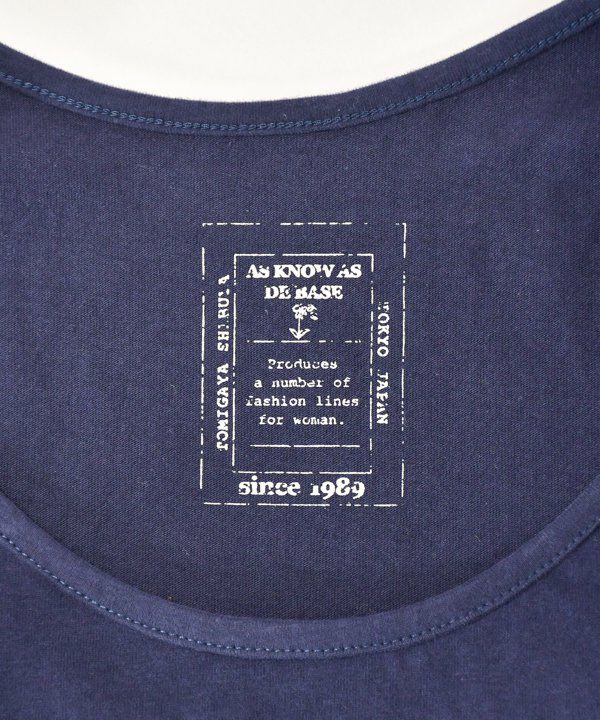 AS KNOW AS
DE BASE
Produces
a number of
fashion lines
for woman.
TOMIGAYA SHIBUYA
TOKYO JAPAN
since 1989